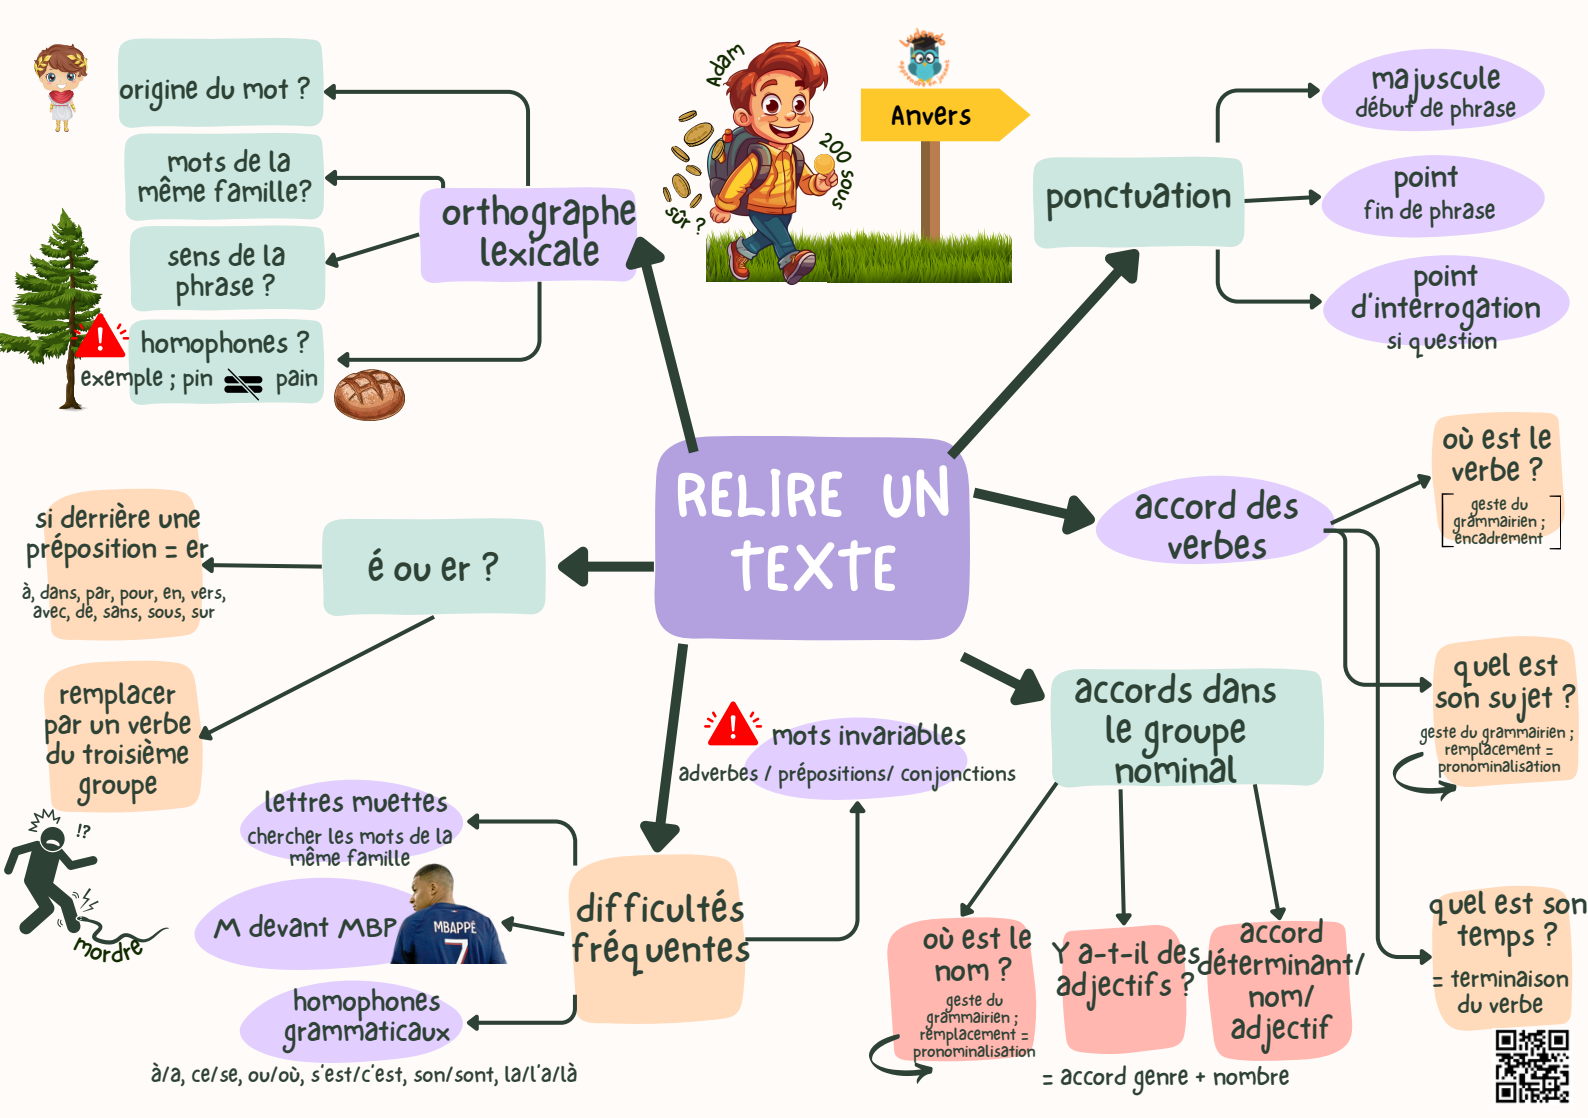 origine du mot ?
mots de la
même famille?
sens de la
phrase ?
homophones ?
exemple ; pin
pain
orthographe
lexicale
Adam
200 sous
sûr ?
Anvers
ponctuation
majuscule
début de phrase
point
fin de phrase
point
d'interrogation
si question
RELIRE UN
TEXTE
accord des
verbes
où est le
verbe ?
geste du
grammairien ;
encadrement
quel est
son sujet ?
geste du grammairien ;
remplacement =
pronominalisation
quel est son
temps ?
= terminaison
du verbe
é ou er ?
si derrière une
préposition = er
à, dans, par, pour, en, vers,
avec, de, sans, sous, sur
remplacer
par un verbe
du troisième
groupe
!?
mordre
difficultés
fréquentes
lettres muettes
chercher les mots de la
même famille
M devant MBP
MBAPPÉ
7
homophones
grammaticaux
à/a, ce/se, ou/où, s'est/c'est, son/sont, la/l'a/là
mots invariables
adverbes / prépositions/ conjonctions
accords dans
le groupe
nominal
où est le
nom ?
geste du
grammairien ;
remplacement =
pronominalisation
Y a-t-il des
adjectifs ?
accord
déterminant/
nom/
adjectif
= accord genre + nombre